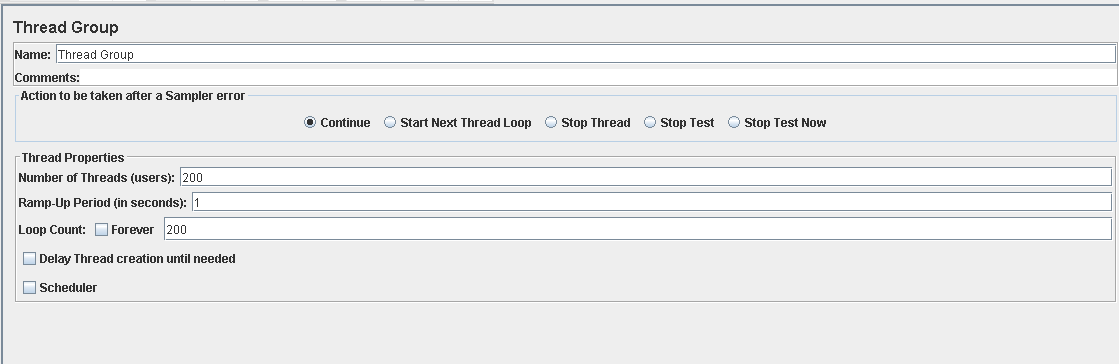 Thread Group
Name: Thread Group
Comments:
Action to be taken after a Sampler error
Continue Start Next Thread Loop Stop Thread Stop Test Stop Test Now
Thread Properties
Number of Threads (users): 200
Ramp-Up Period (in seconds): 1
Loop Count: Forever 200
Delay Thread creation until needed
Scheduler